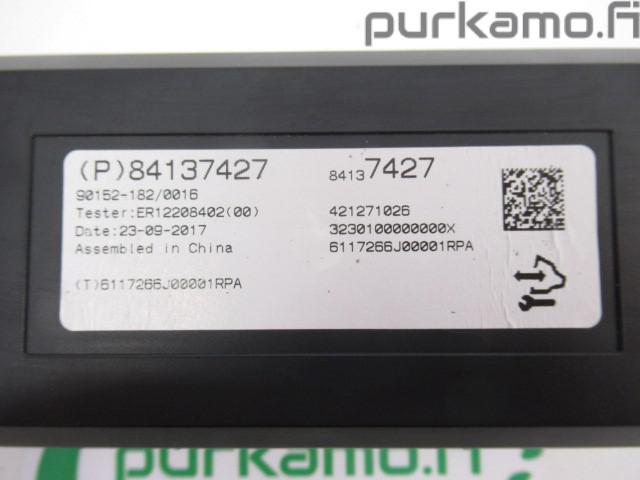 purkamo.fi
(P)84137427 84137427
90152-182/0016
Tester:ER12208402(00) 421271026
Date:23-09-2017 3230100000000X
Assembled in China 6117266J00001RPA
(T)6117266J00001RPA
purkamo.fi